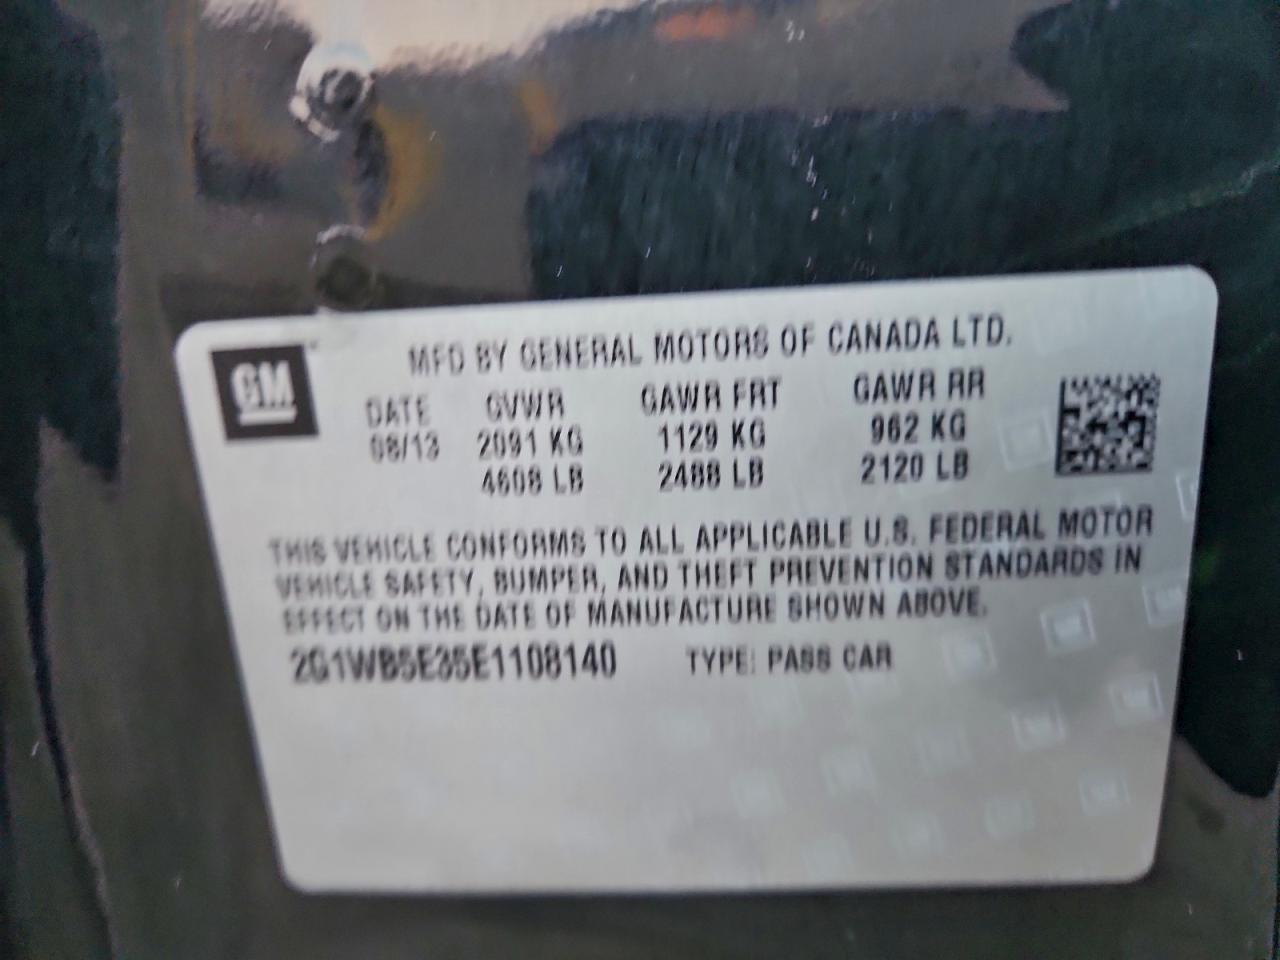 GM
MFD BY GENERAL MOTORS OF CANADA LTD.
DATE GVWR GAWR FRT GAWR RR
08/13 2091 KG 1129 KG 962 KG
4608 LB 2488 LB 2120 LB
THIS VEHICLE CONFORMS TO ALL APPLICABLE U.S. FEDERAL MOTOR
VEHICLE SAFETY, BUMPER, AND THEFT PREVENTION STANDARDS IN
EFFECT ON THE DATE OF MANUFACTURE SHOWN ABOVE.
2G1WB5E35E1108140 TYPE: PASS CAR